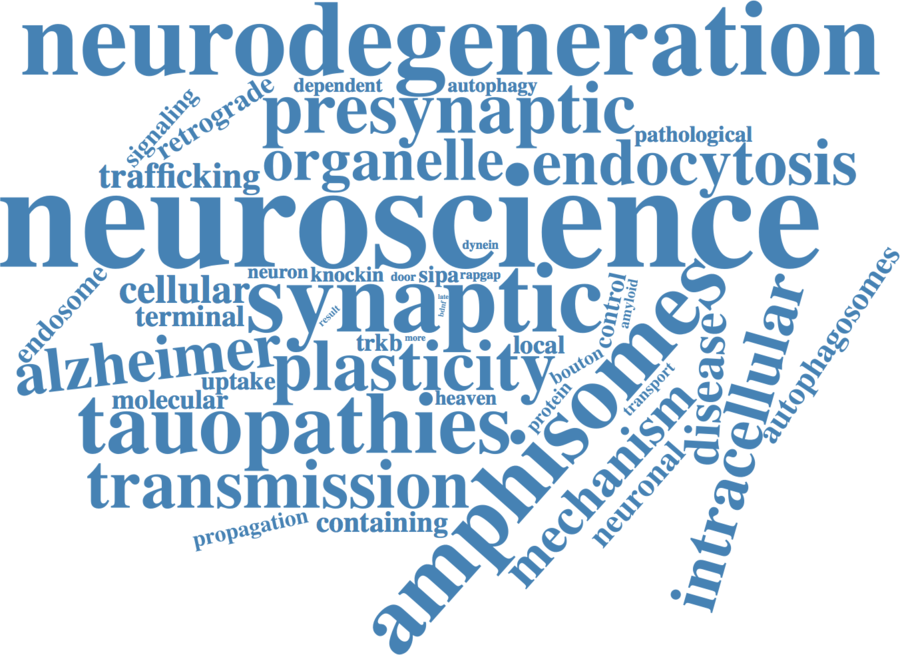 neurodegeneration
dependent
autophagy
signaling
retrograde
presynaptic
pathological
trafficking
organelle
endocytosis
neuroscience
dynein
endosome
neuron
knockin
door
sipa
rapgap
cellular
synaptic
late
bdnf
result
control
amyloid
terminal
trkb
more
local
alzheimer
plasticity
uptake
bouton
protein
transport
molecular
heaven
tauopathies
amphisomes
disease
intracellular
autophagosomes
mechanism
neuronal
transmission
propagation
containing